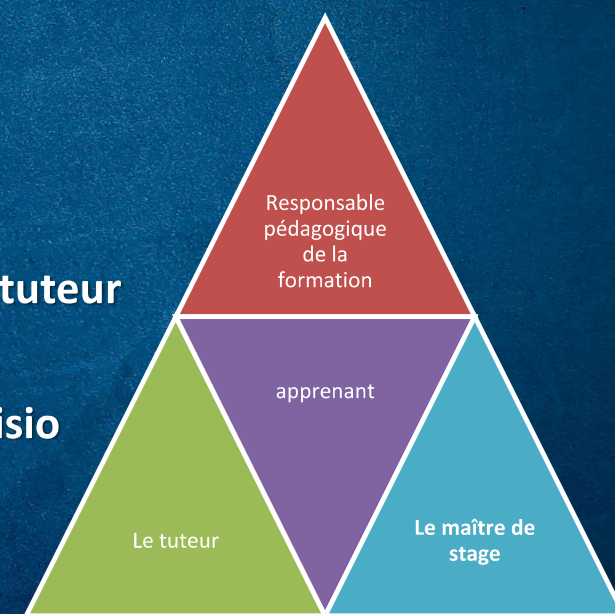 Responsable
pédagogique
de la
formation
tuteur
apprenant
isio
Le tuteur
Le maître de
stage